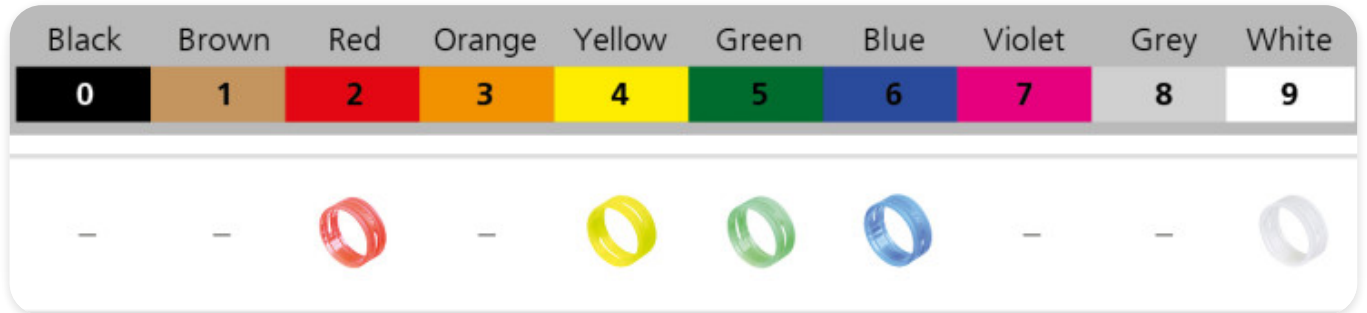 Black Brown Red Orange Yellow Green Blue Violet Grey White
0 1 2 3 4 5 6 7 8 9
– – – – –